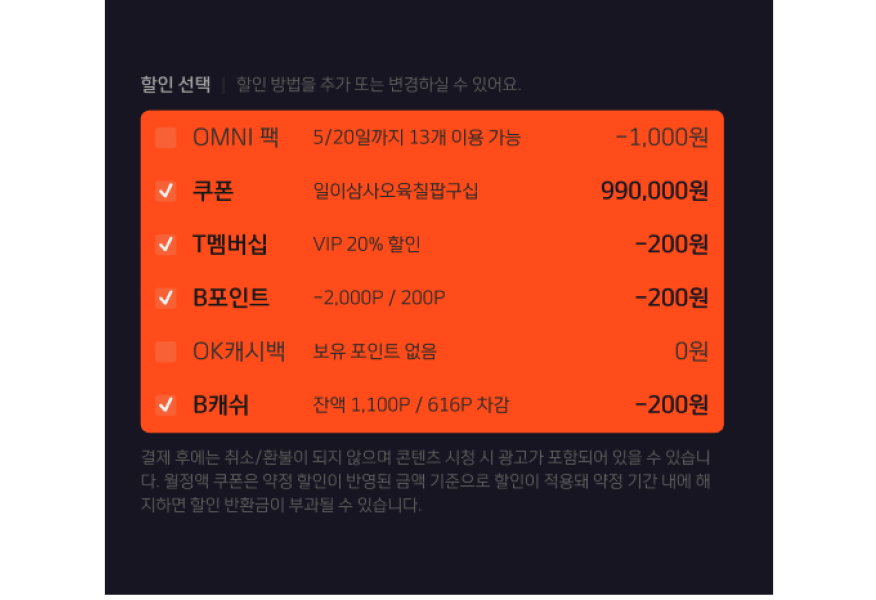 할인 선택 | 할인 방법을 추가 또는 변경하실 수 있어요.
OMNI 팩 5/20일까지 13개 이용 가능 -1,000원
쿠폰 일이삼사오육칠팝구십 990,000원
T멤버십 VIP 20% 할인 -200원
B포인트 -2,000P / 200P -200원
OK캐시백 보유 포인트 없음 0원
B캐쉬 잔액 1,100P / 616P 차감 -200원
결제 후에는 취소/환불이 되지 않으며 콘텐츠 시청 시 광고가 포함되어 있을 수 있습니
다. 월정액 쿠폰은 약정 할인이 반영된 금액 기준으로 할인이 적용돼 약정 기간 내에 해
지하면 할인 반환금이 부과될 수 있습니다.